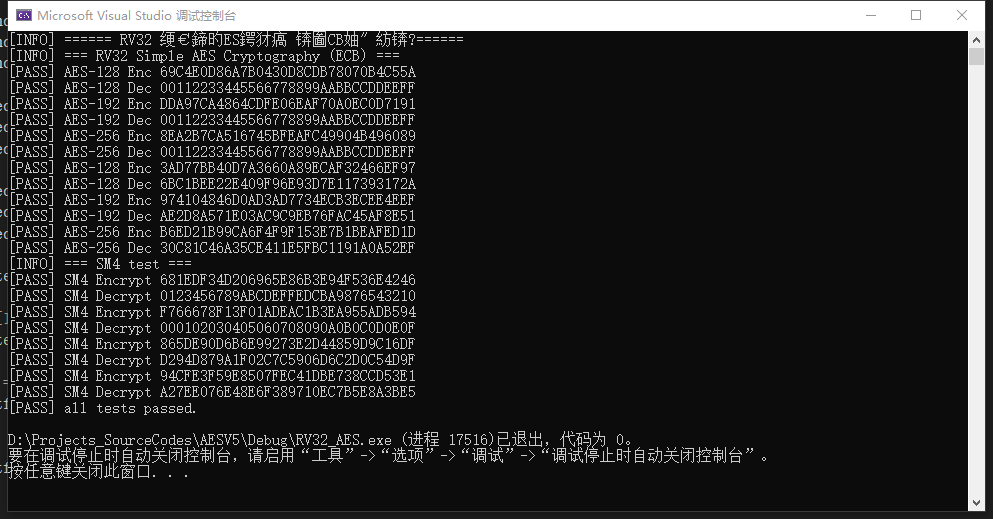 Microsoft Visual Studio 调试控制台
[INFO] ====== RV32 绠€鍗旳ES鍔犲瘑 锛圗CB妯″紡锛?======
[INFO] === RV32 Simple AES Cryptography (ECB) ===
[PASS] AES-128 Enc 69C4E0D86A7B0430D8CDB78070B4C55A
[PASS] AES-128 Dec 00112233445566778899AABBCCDDEEFF
[PASS] AES-192 Enc DDA97CA4864CDFE06EAF70A0EC0D7191
[PASS] AES-192 Dec 00112233445566778899AABBCCDDEEFF
[PASS] AES-256 Enc 8EA2B7CA516745BFEAFC49904B496089
[PASS] AES-256 Dec 00112233445566778899AABBCCDDEEFF
[PASS] AES-128 Enc 3AD77BB40D7A3660A89ECAF32466EF97
[PASS] AES-128 Dec 6BC1BEE22E409F96E93D7E117393172A
[PASS] AES-192 Enc 974104846D0AD3AD7734ECB3ECEE4EEF
[PASS] AES-192 Dec AE2D8A571E03AC9C9EB76FAC45AF8E51
[PASS] AES-256 Enc B6ED21B99CA6F4F9F153E7B1BEAFED1D
[PASS] AES-256 Dec 30C81C46A35CE411E5FBC1191A0A52EF
[INFO] === SM4 test ===
[PASS] SM4 Encrypt 681EDF34D206965E86B3E94F536E4246
[PASS] SM4 Decrypt 0123456789ABCDEFFEDCBA9876543210
[PASS] SM4 Encrypt F766678F13F01ADEAC1B3EA955ADB594
[PASS] SM4 Decrypt 000102030405060708090A0B0C0D0E0F
[PASS] SM4 Encrypt 865DE90D6B6E99273E2D44859D9C16DF
[PASS] SM4 Decrypt D294D879A1F02C7C5906D6C2D0C54D9F
[PASS] SM4 Encrypt 94CFE3F59E8507FEC41DBE738CCD53E1
[PASS] SM4 Decrypt A27EE076E48E6F389710EC7B5E8A3BE5
[PASS] all tests passed.
D:\Projects_SourceCodes\AESV5\Debug\RV32_AES.exe (进程 17516)已退出，代码为 0。
要在调试停止时自动关闭控制台，请启用“工具”->“选项”->“调试”->“调试停止时自动关闭控制台”。
按任意键关闭此窗口. . .